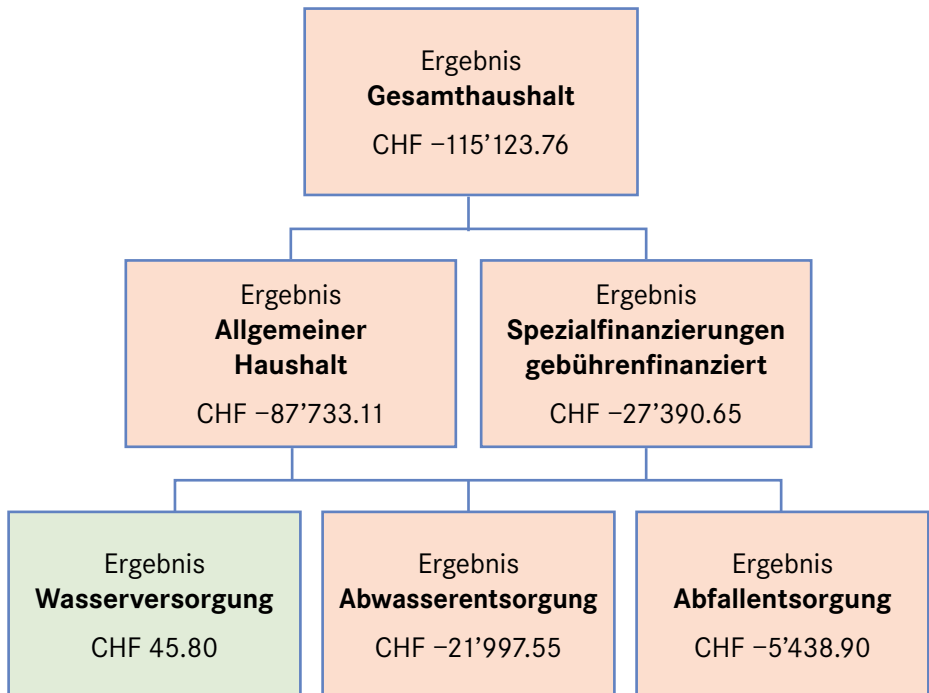 Ergebnis
Gesamthaushalt
CHF –115’123.76
Ergebnis
Allgemeiner
Haushalt
CHF –87’733.11
Ergebnis
Spezialfinanzierungen
gebührenfinanziert
CHF –27’390.65
Ergebnis
Wasserversorgung
CHF 45.80
Ergebnis
Abwasserentsorgung
CHF –21’997.55
Ergebnis
Abfallentsorgung
CHF –5’438.90